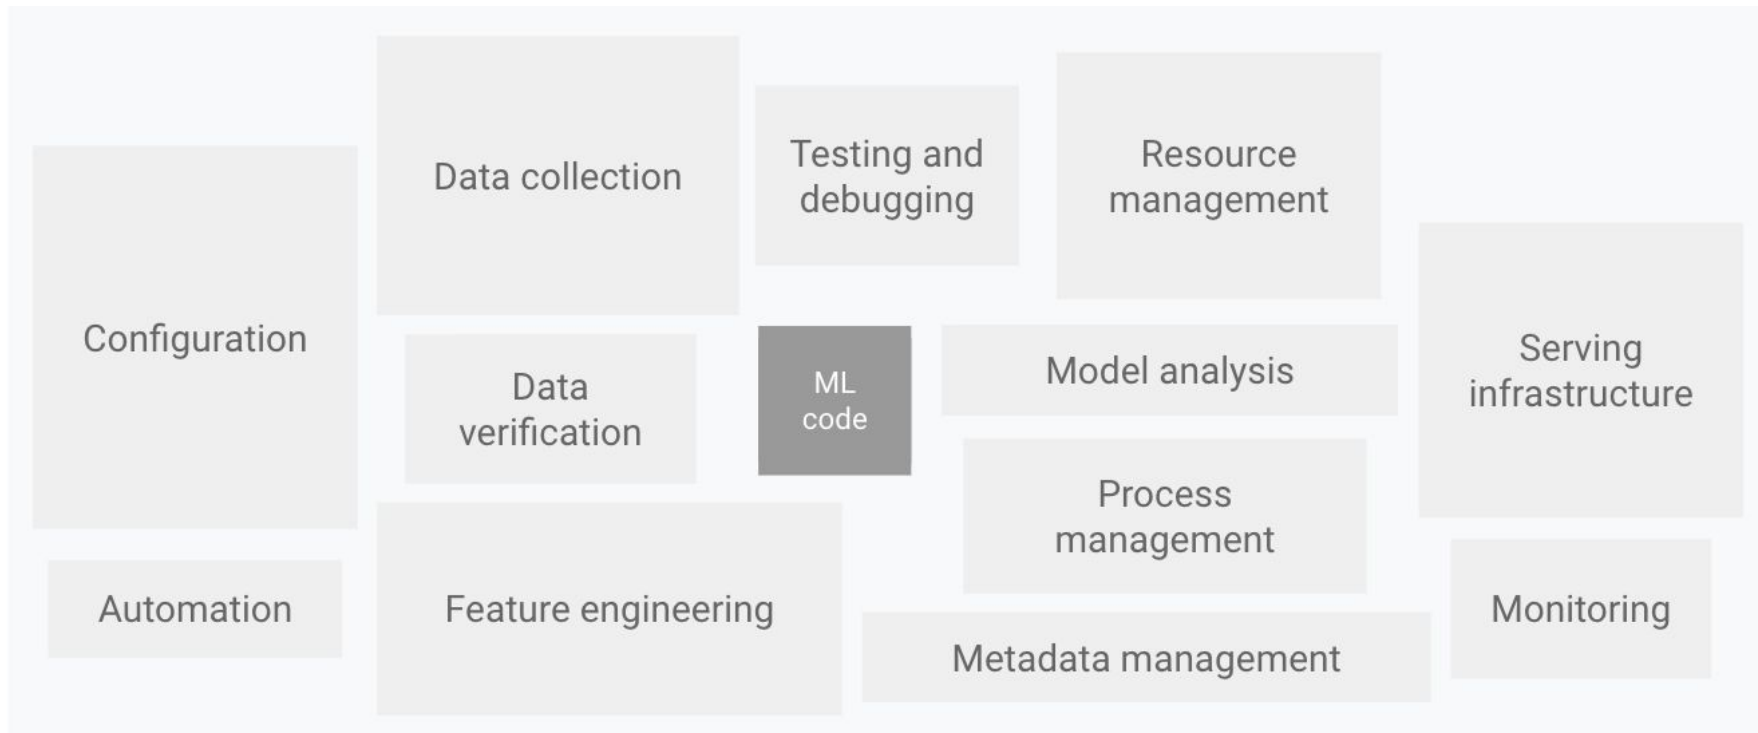 Data collection
Testing and
debugging
Resource
management
Configuration
Data
verification
ML
code
Model analysis
Serving
infrastructure
Process
management
Automation
Feature engineering
Metadata management
Monitoring